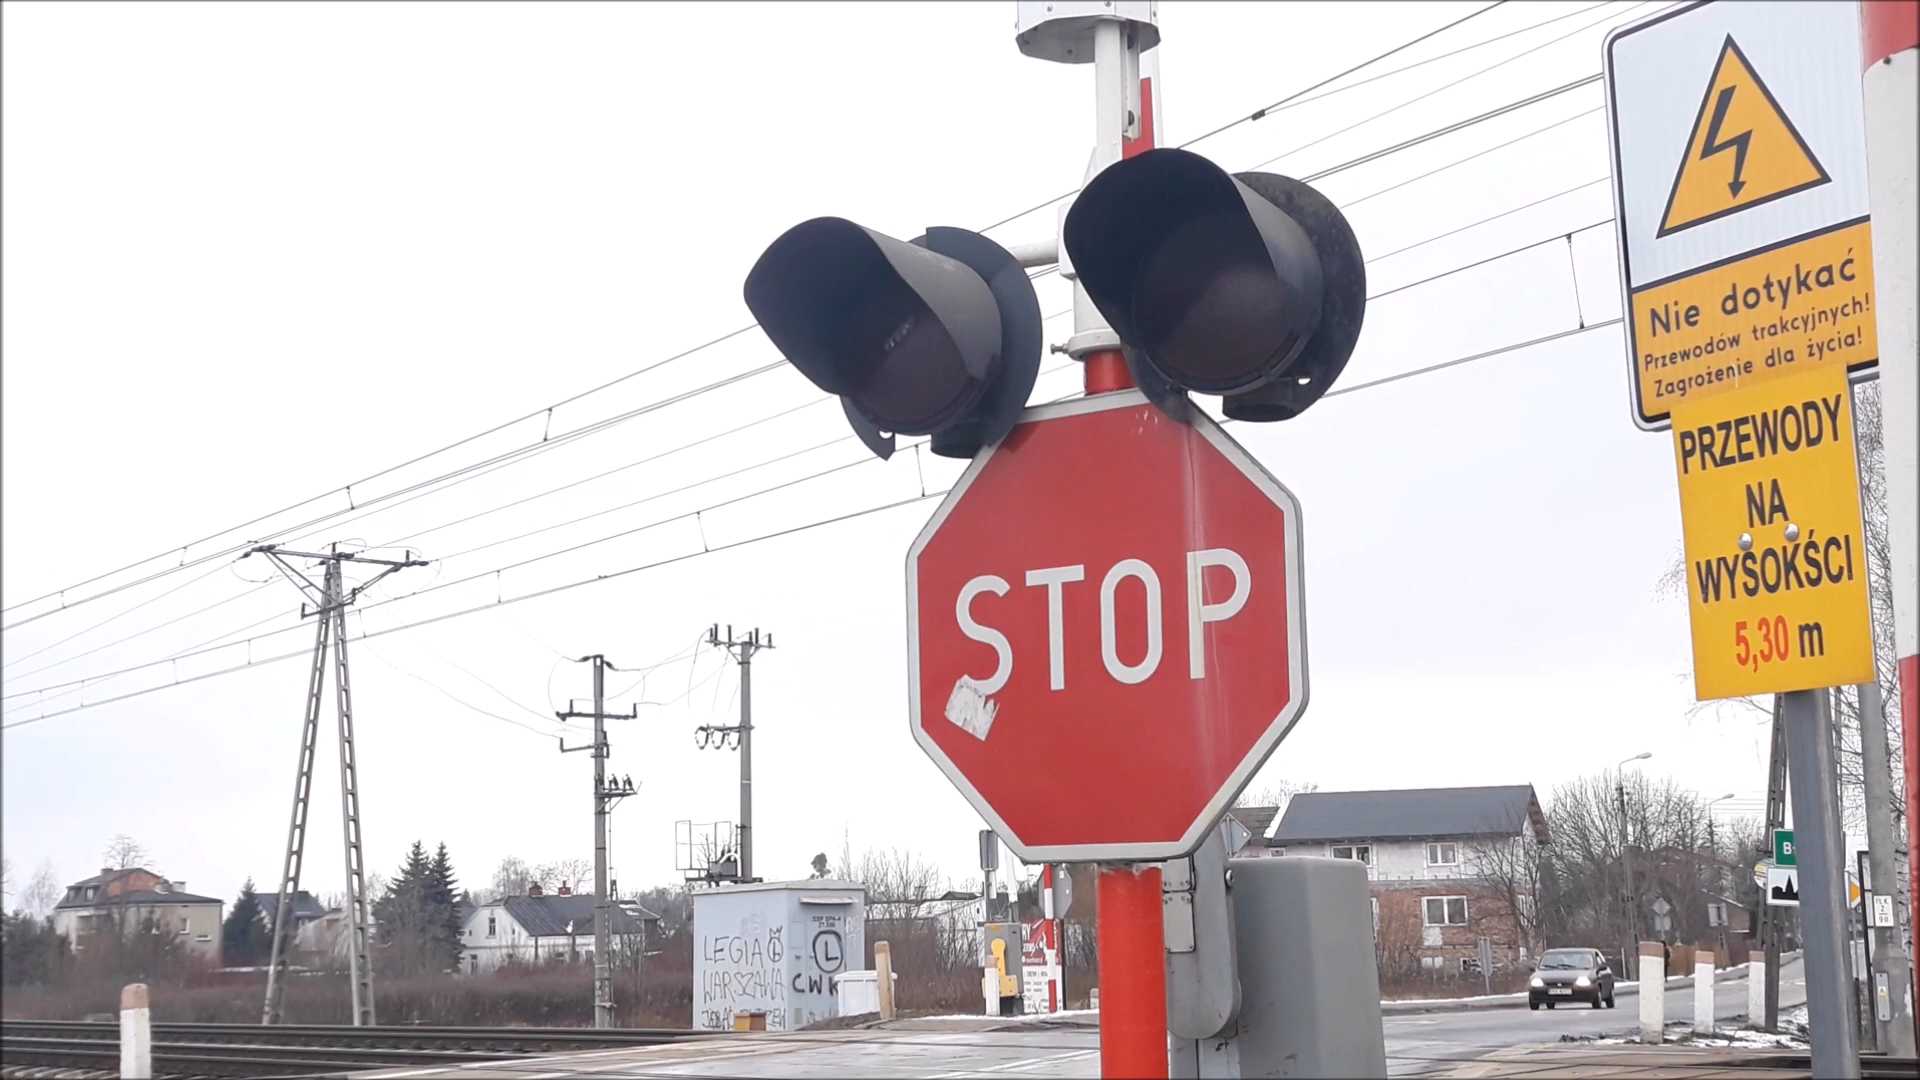 STOP
Nie dotykać
Przewodów trakcyjnych!
Zagrożenie dla życia!
PRZEWODY
NA
WYSOKŚCI
5,30 m
LEGIA
WARSZAWA
L
CWK